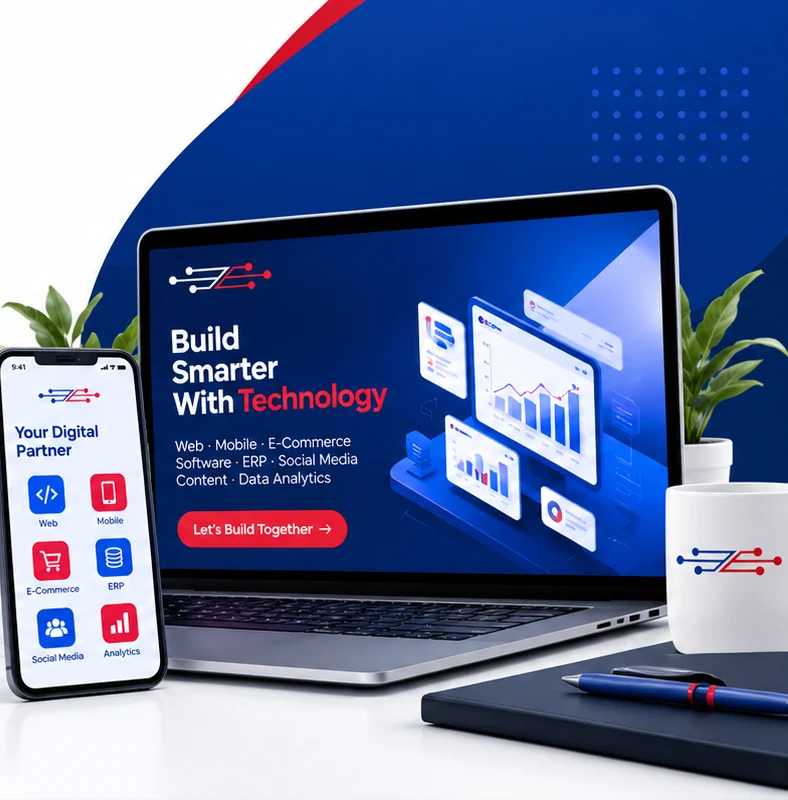 Build
Smarter
With Technology
Web · Mobile · E-Commerce
Software · ERP · Social Media
Content · Data Analytics
Let's Build Together →
9:41
Your Digital
Partner
Web
Mobile
E-Commerce
ERP
Social Media
Analytics